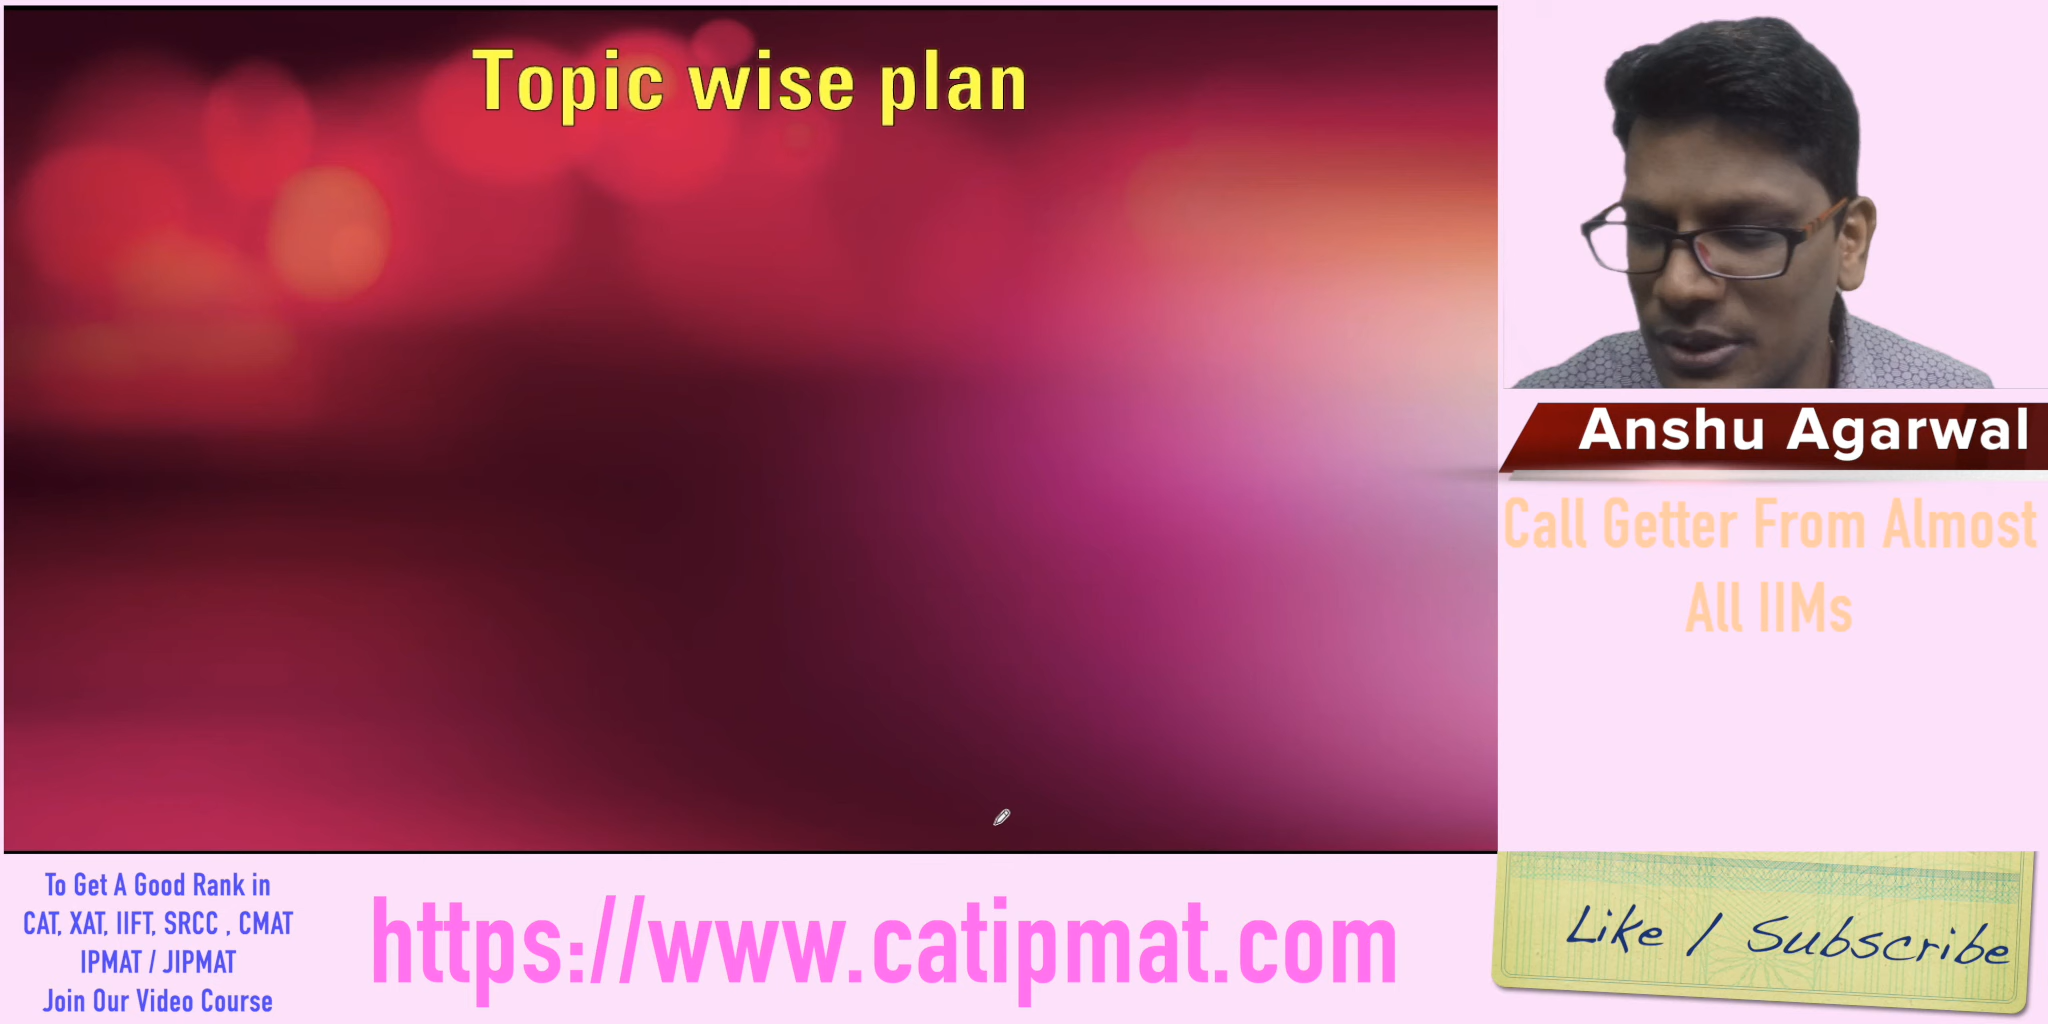 Topic wise plan
Anshu Agarwal
Call Getter From Almost
All IIMs
To Get A Good Rank in
CAT, XAT, IIFT, SRCC , CMAT
IPMAT / JIPMAT
Join Our Video Course
https://www.catipmat.com
Like / Subscribe